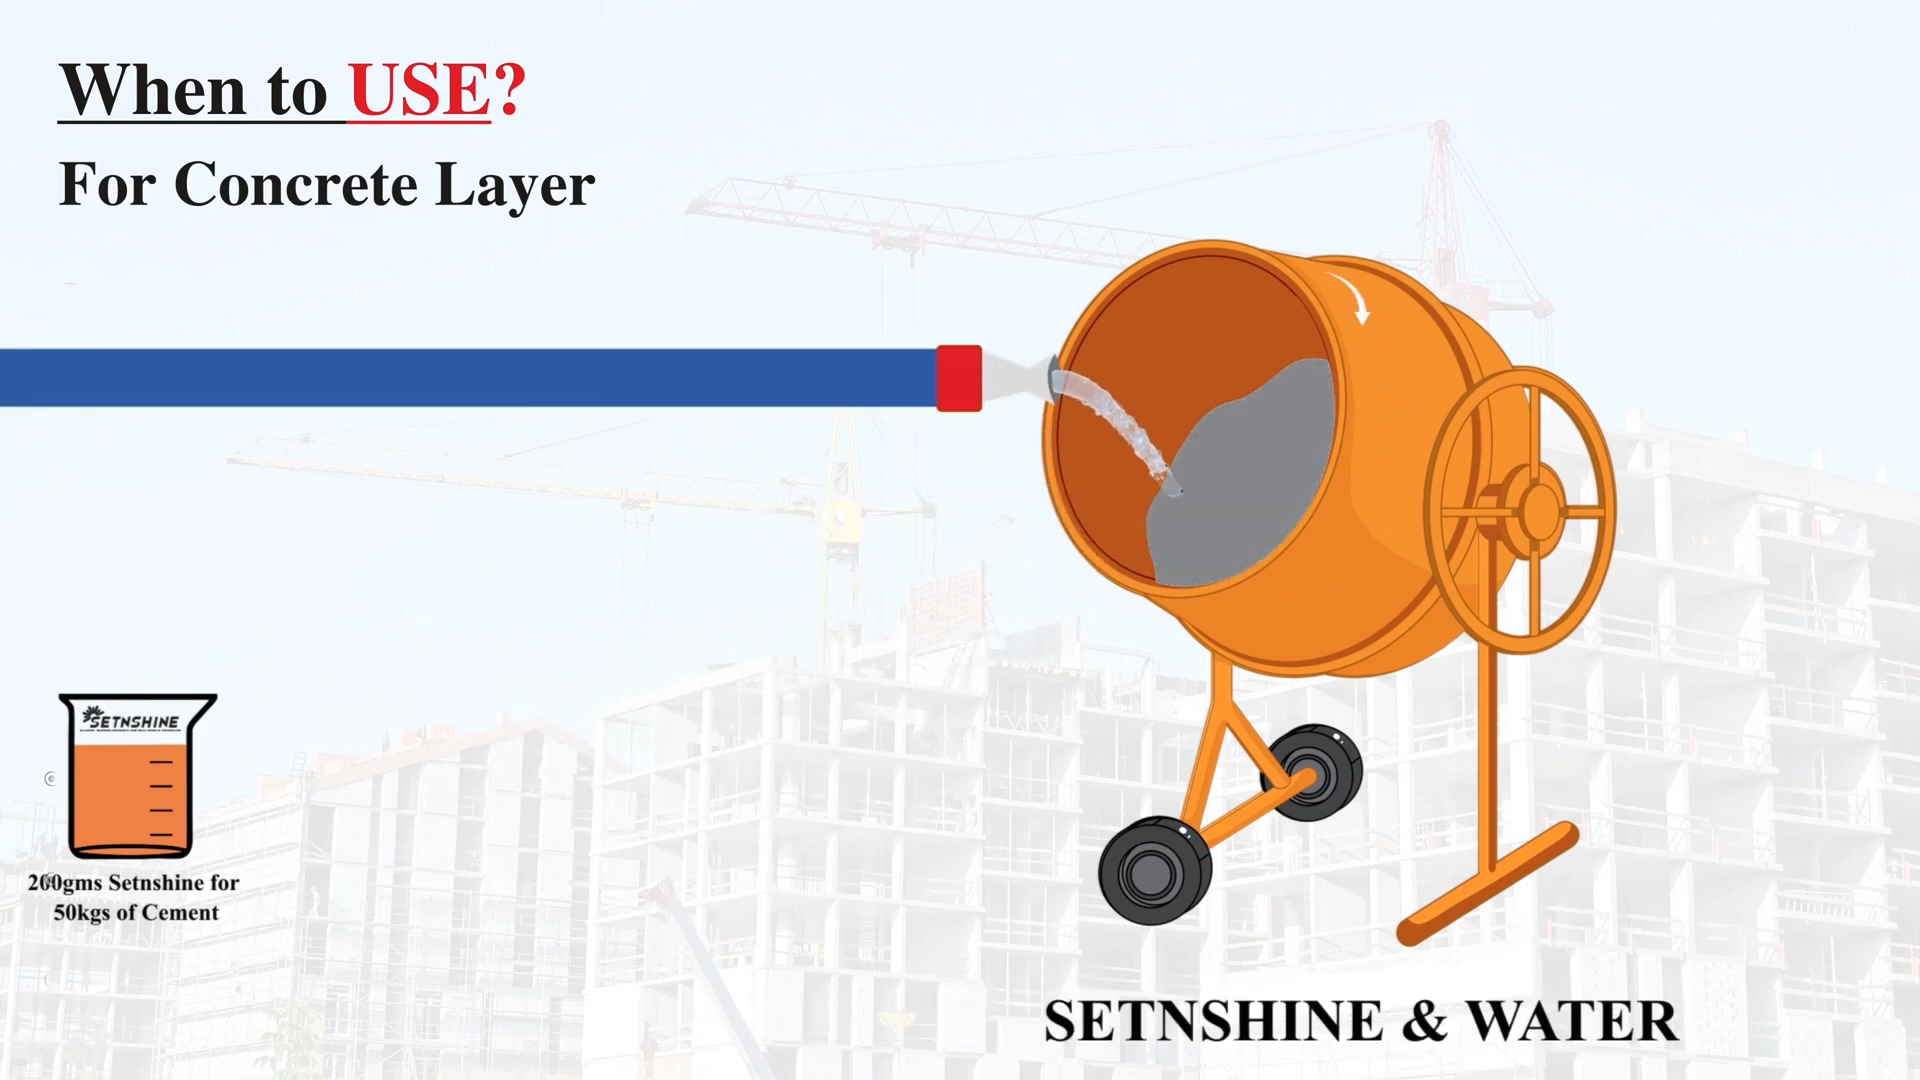 When to USE?
For Concrete Layer
SETNSHINE
200gms Setnshine for
50kgs of Cement
SETNSHINE & WATER